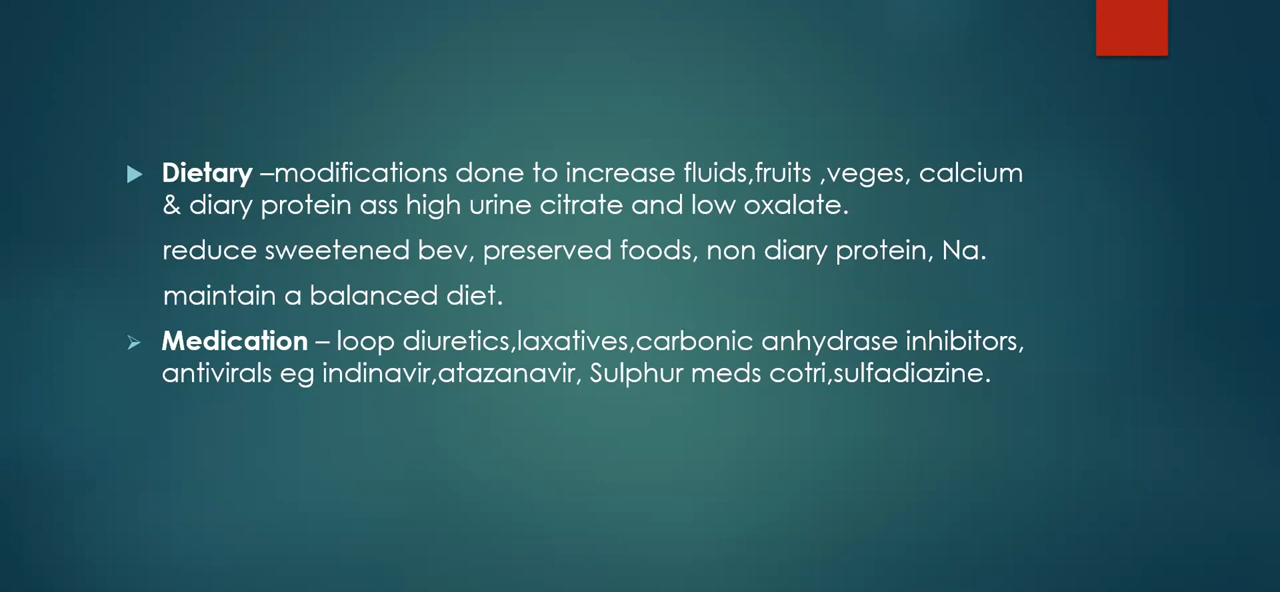 Dietary –modifications done to increase fluids,fruits ,veges, calcium
& diary protein ass high urine citrate and low oxalate.
reduce sweetened bev, preserved foods, non diary protein, Na.
maintain a balanced diet.
Medication – loop diuretics,laxatives,carbonic anhydrase inhibitors,
antivirals eg indinavir,atazanavir, Sulphur meds cotri,sulfadiazine.